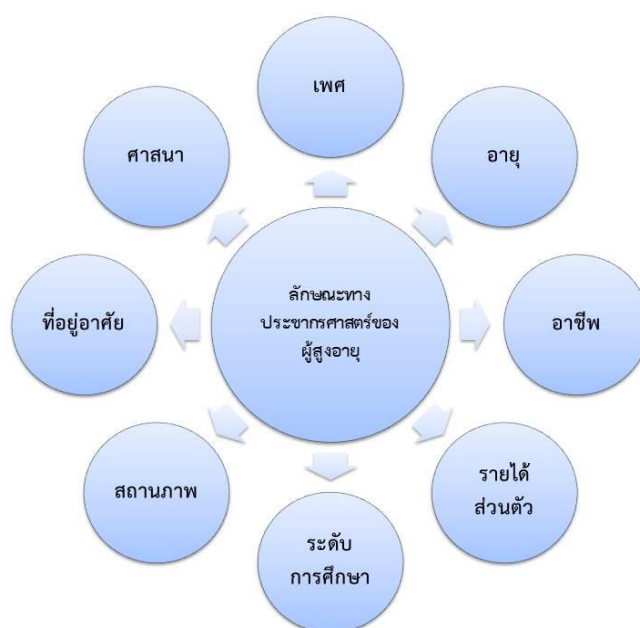 เพศ
ศาสนา
อายุ
ลักษณะทาง
ประชากรศาสตร์ของ
ผู้สูงอายุ
ที่อยู่อาศัย
อาชีพ
สถานภาพ
รายได้
ส่วนตัว
ระดับ
การศึกษา